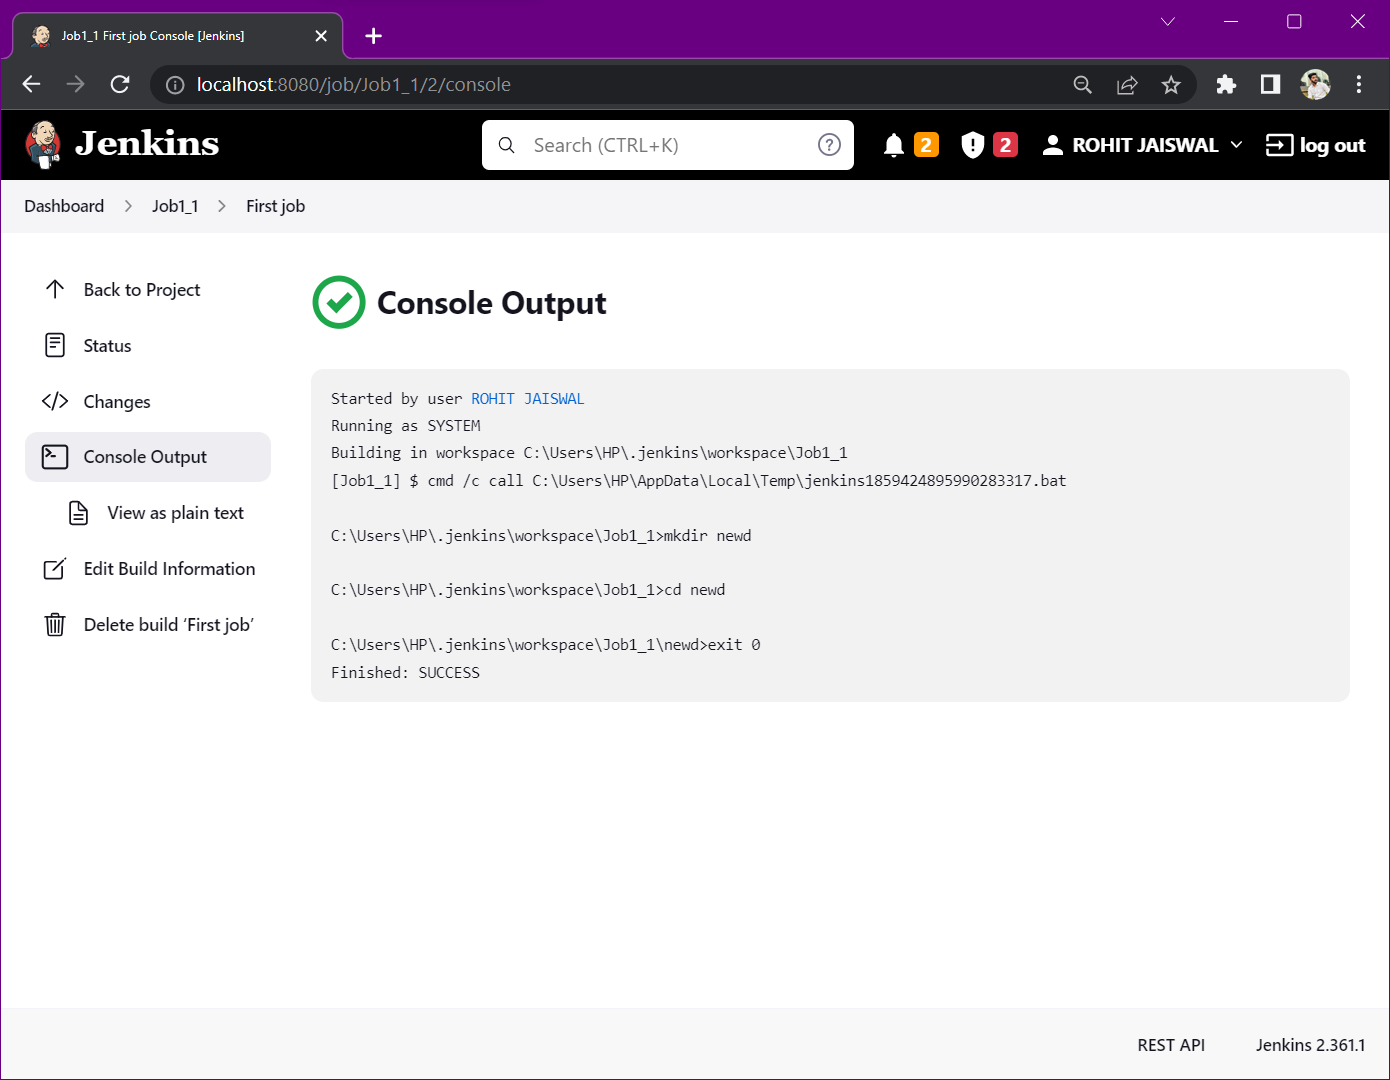 Job1_1 First job Console [Jenkins]
localhost:8080/job/Job1_1/2/console
Jenkins
Search (CTRL+K)
2
2
ROHIT JAISWAL
log out
Dashboard
Job1_1
First job
Back to Project
Status
Changes
Console Output
View as plain text
Edit Build Information
Delete build ‘First job’
Console Output
Started by user ROHIT JAISWAL
Running as SYSTEM
Building in workspace C:\Users\HP\.jenkins\workspace\Job1_1
[Job1_1] $ cmd /c call C:\Users\HP\AppData\Local\Temp\jenkins1859424895990283317.bat
C:\Users\HP\.jenkins\workspace\Job1_1>mkdir newd
C:\Users\HP\.jenkins\workspace\Job1_1>cd newd
C:\Users\HP\.jenkins\workspace\Job1_1\newd>exit 0
Finished: SUCCESS
REST API
Jenkins 2.361.1